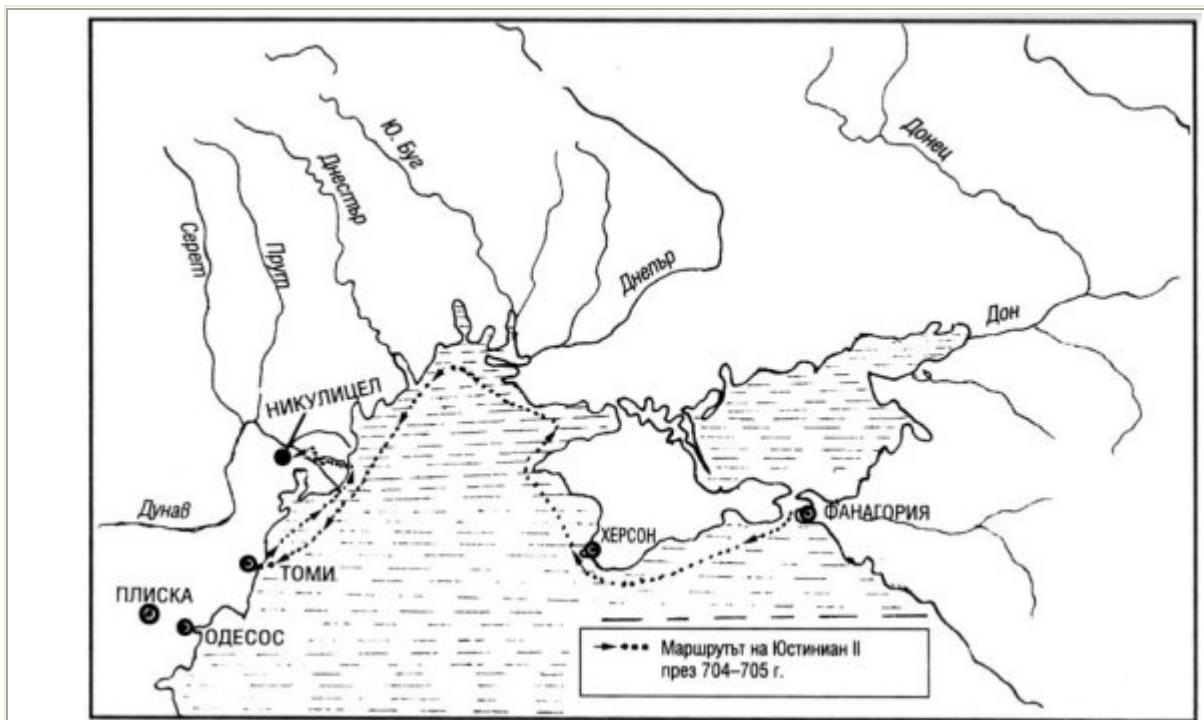 Ю. Буг
Донец
Днестър
Серет
Прут
Днепър
Дон
НИКУЛИЦЕЛ
Дунав
ФАНАГОРИЯ
ХЕРСОН
ТОМИ
ПЛИСКА
ОДЕСОС
Маршрутът на Юстиниан II
през 704–705 г.